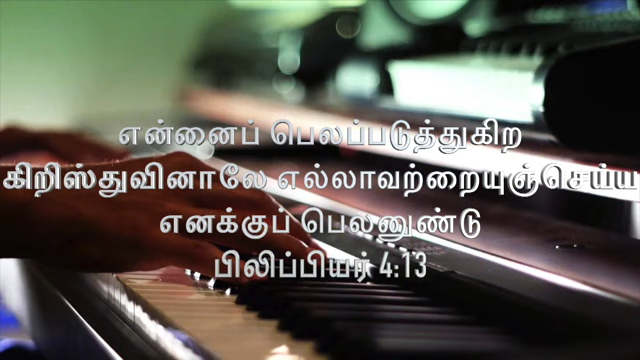 என்னைப் பெலப்படுத்துகிற
கிறிஸ்துவினாலே எல்லாவற்றையுஞ்செய்ய
எனக்குப் பெலனுண்டு
பிலிப்பியர் 4:13